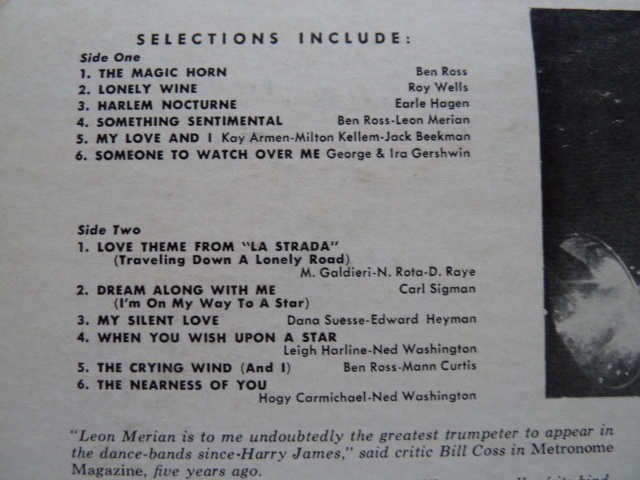 SELECTIONS INCLUDE:
Side One
1. THE MAGIC HORN Ben Ross
2. LONELY WINE Roy Wells
3. HARLEM NOCTURNE Earle Hagen
4. SOMETHING SENTIMENTAL Ben Ross-Leon Merian
5. MY LOVE AND I Kay Armen-Milton Kellem-Jack Beekman
6. SOMEONE TO WATCH OVER ME George & Ira Gershwin
Side Two
1. LOVE THEME FROM "LA STRADA"
(Traveling Down A Lonely Road)
M. Galdieri-N. Rota-D. Raye
2. DREAM ALONG WITH ME Carl Sigman
(I'm On My Way To A Star)
3. MY SILENT LOVE Dana Suesse-Edward Heyman
4. WHEN YOU WISH UPON A STAR
Leigh Harline-Ned Washington
5. THE CRYING WIND (And I) Ben Ross-Mann Curtis
6. THE NEARNESS OF YOU
Hogy Carmichael-Ned Washington
"Leon Merian is to me undoubtedly the greatest trumpeter to appear in
the dance-bands since Harry James," said critic Bill Coss in Metronome
Magazine, five years ago.